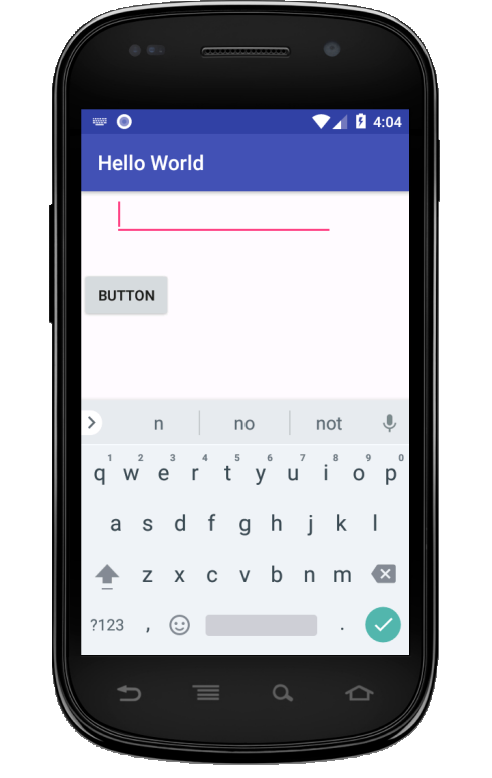 4:04
Hello World
BUTTON
n no not
1 2 3 4 5 6 7 8 9 0
q w e r t y u i o p
a s d f g h j k l
z x c v b n m
?123 , .